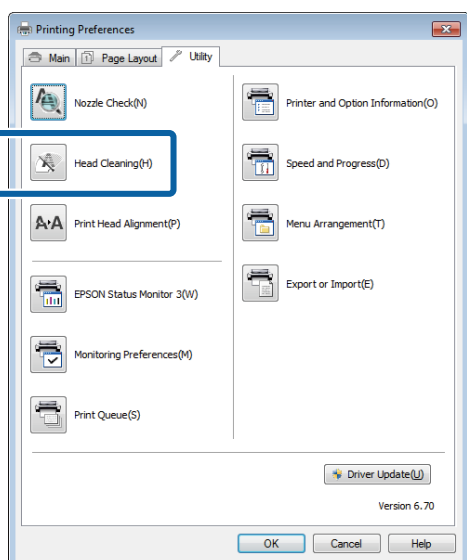 Printing Preferences
Main
Page Layout
Utility
Nozzle Check(N)
Printer and Option Information(O)
Head Cleaning(H)
Speed and Progress(D)
A A Print Head Alignment(P)
Menu Arrangement(T)
EPSON Status Monitor 3(W)
Export or Import(E)
Monitoring Preferences(M)
Print Queue(S)
Driver Update(U)
Version 6.70
OK
Cancel
Help